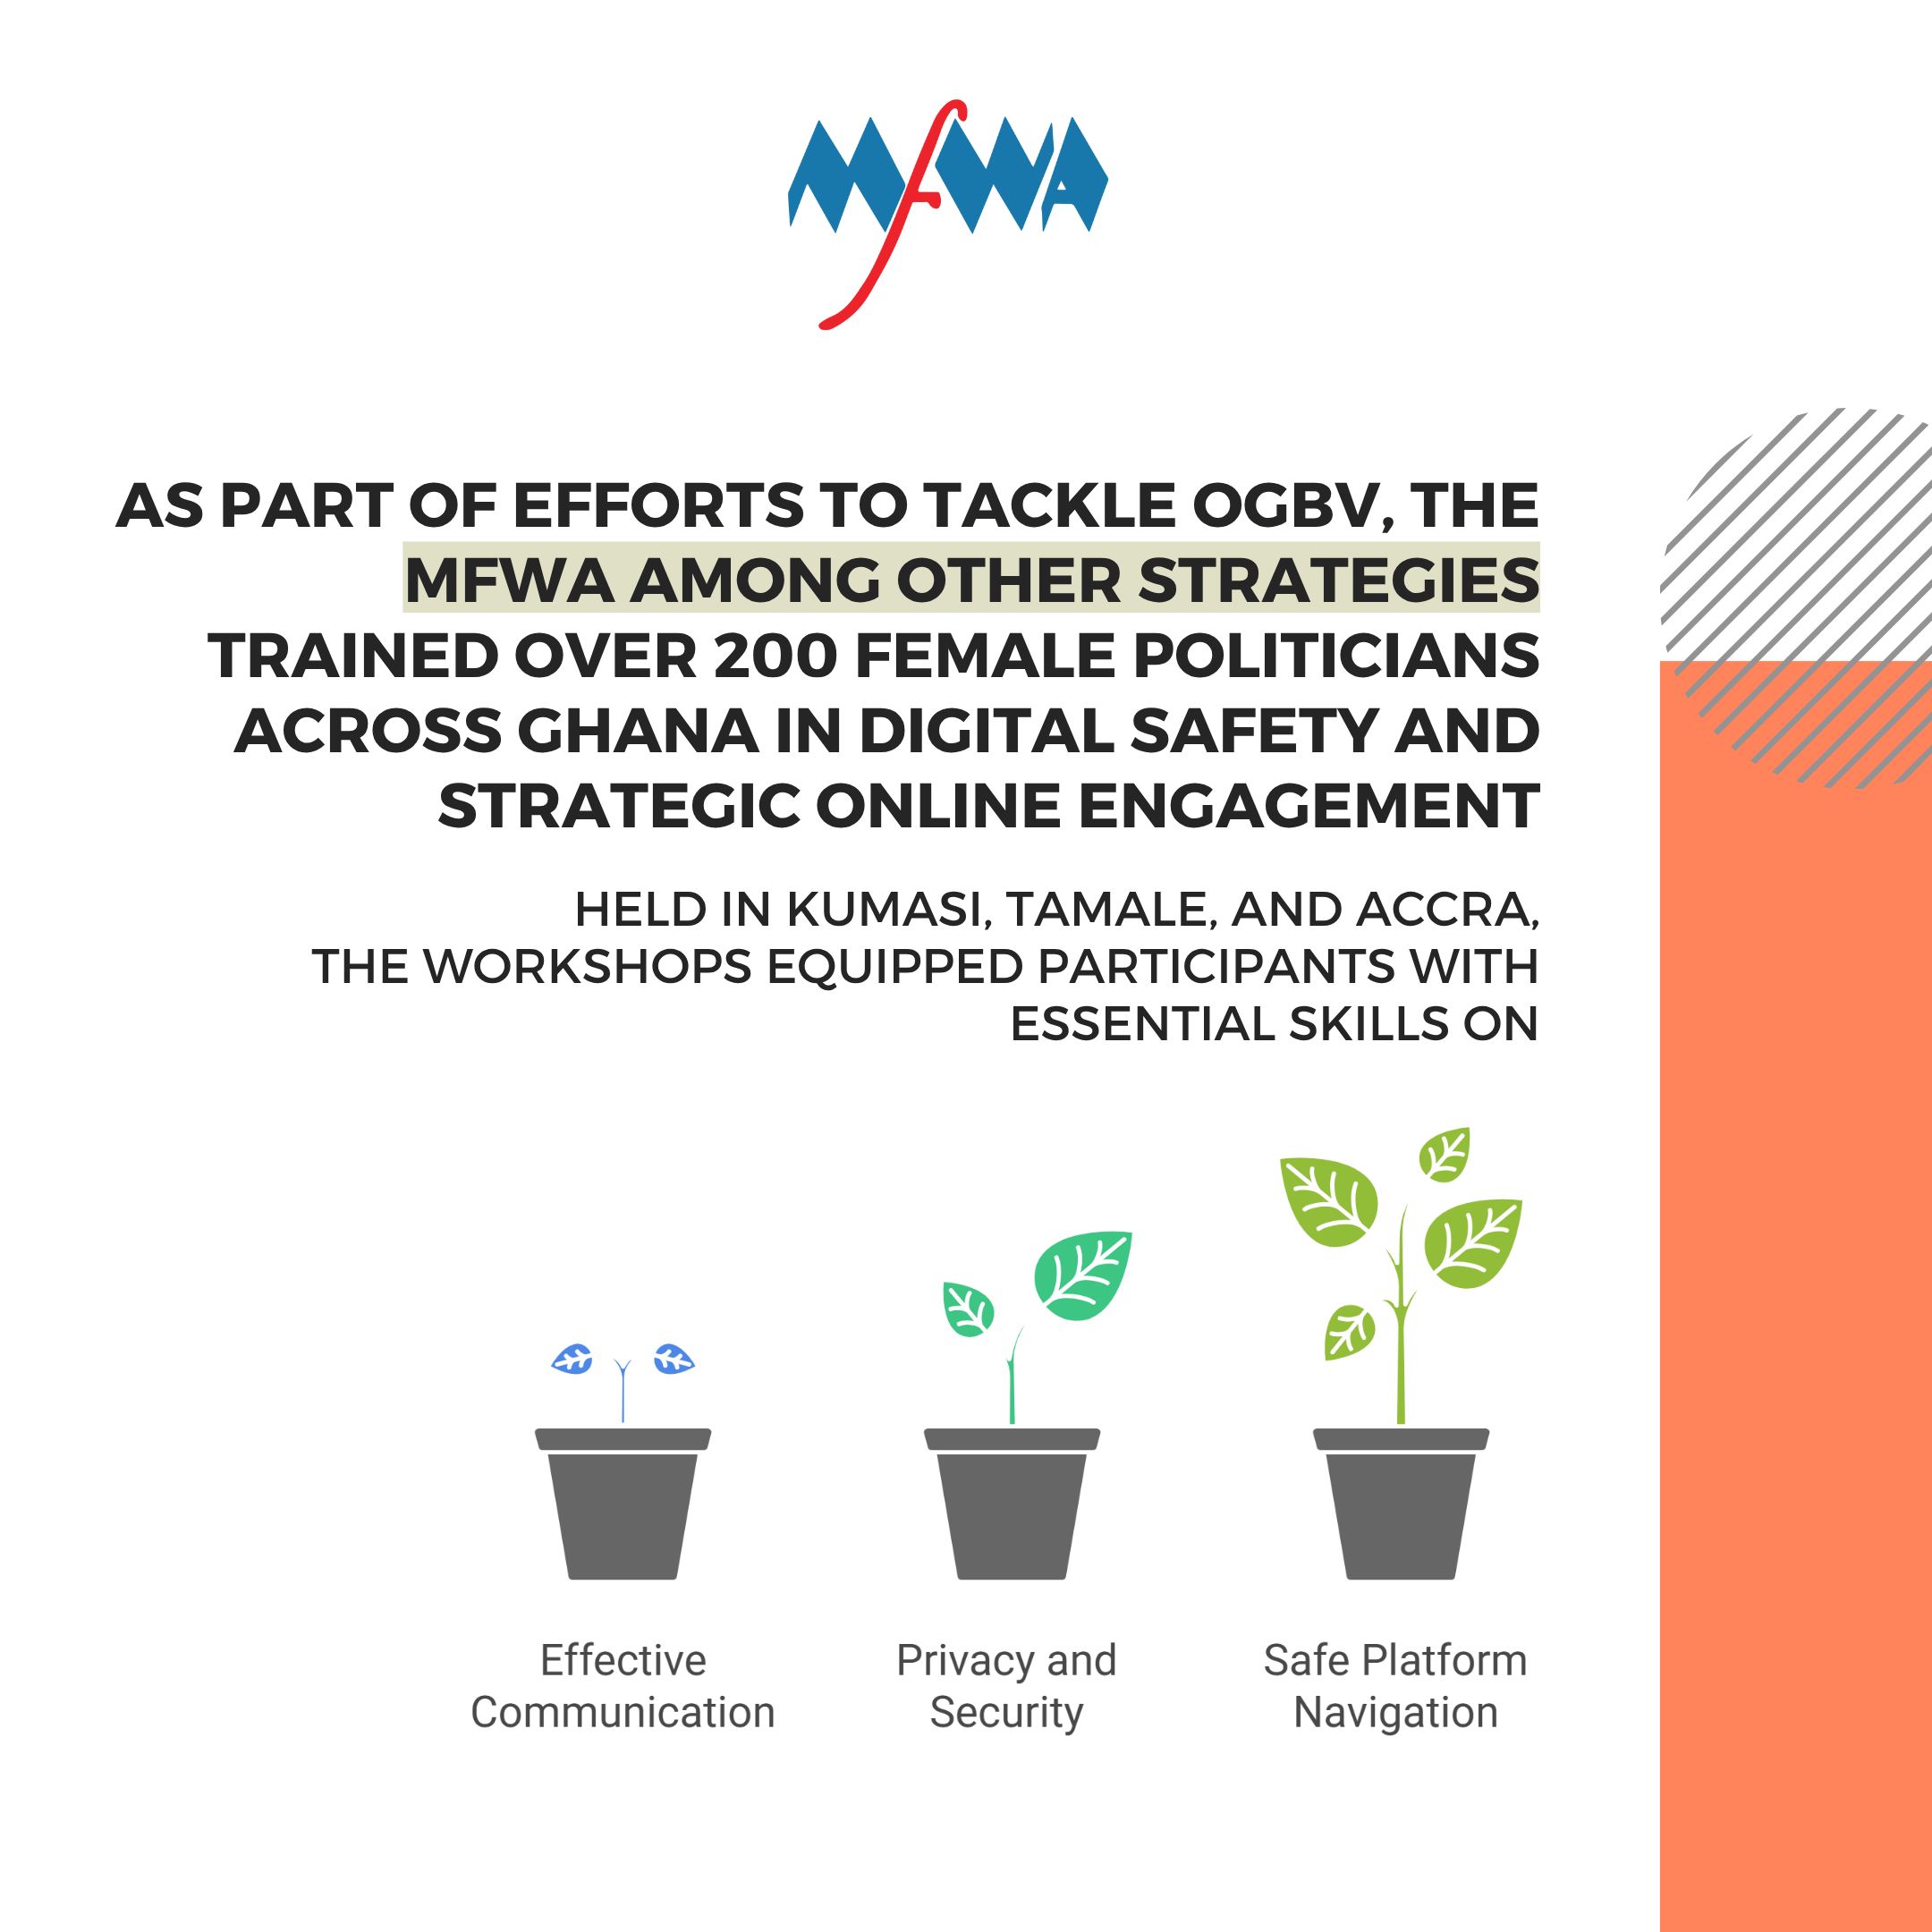 MFWA
AS PART OF EFFORTS TO TACKLE OGBV, THE
MFWA AMONG OTHER STRATEGIES
TRAINED OVER 200 FEMALE POLITICIANS
ACROSS GHANA IN DIGITAL SAFETY AND
STRATEGIC ONLINE ENGAGEMENT
HELD IN KUMASI, TAMALE, AND ACCRA,
THE WORKSHOPS EQUIPPED PARTICIPANTS WITH
ESSENTIAL SKILLS ON
Effective
Communication
Privacy and
Security
Safe Platform
Navigation